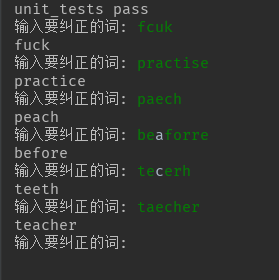 unit_tests pass
输入要纠正的词: fcuk
fuck
输入要纠正的词: practise
practice
输入要纠正的词: paech
peach
输入要纠正的词: beaforre
before
输入要纠正的词: tecerh
teeth
输入要纠正的词: taecher
teacher
输入要纠正的词: